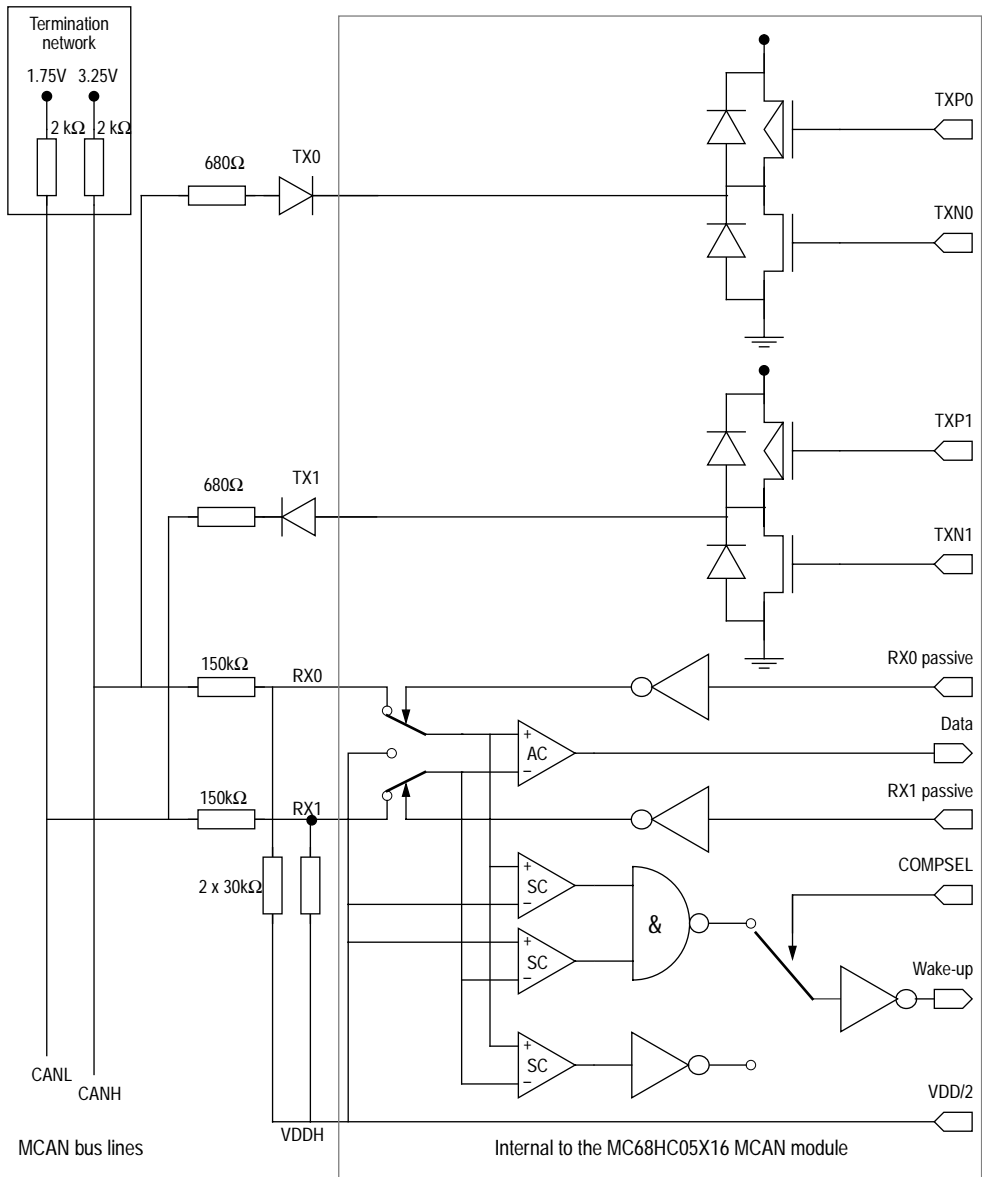 Termination
network
1.75V 3.25V
2 kΩ 2 kΩ
TXP0
680Ω
TX0
TXN0
TXP1
680Ω
TX1
TXN1
150kΩ
RX0
RX0 passive
+
AC
−
Data
150kΩ
RX1
RX1 passive
2 x 30kΩ
+
SC
−
&
COMPSEL
+
SC
−
Wake-up
+
SC
−
CANL
CANH
VDD/2
VDDH
MCAN bus lines
Internal to the MC68HC05X16 MCAN module